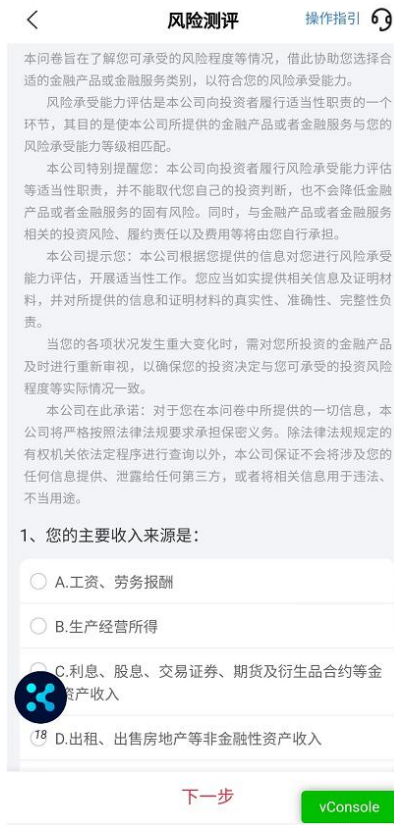 风险测评
操作指引
本问卷旨在了解您可承受的风险程度等情况，借此协助您选择合
适的金融产品或金融服务类别，以符合您的风险承受能力。
风险承受能力评估是本公司向投资者履行适当性职责的一个
环节，其目的是使本公司所提供的金融产品或者金融服务与您的
风险承受能力等级相匹配。
本公司特别提醒您：本公司向投资者履行风险承受能力评估
等适当性职责，并不能取代您自己的投资判断，也不会降低金融
产品或者金融服务的固有风险。同时，与金融产品或者金融服务
相关的投资风险、履约责任以及费用等将由您自行承担。
本公司提示您：本公司根据您提供的信息对您进行风险承受
能力评估，开展适当性工作。您应当如实提供相关信息及证明材
料，并对所提供的信息和证明材料的真实性、准确性、完整性负
责。
当您的各项状况发生重大变化时，需对您所投资的金融产品
及时进行重新审视，以确保您的投资决定与您可承受的投资风险
程度等实际情况一致。
本公司在此承诺：对于您在本问卷中所提供的一切信息，本
公司将严格按照法律法规要求承担保密义务。除法律法规规定的
有权机关依法定程序进行查询以外，本公司保证不会将涉及您的
任何信息提供、泄露给任何第三方，或者将相关信息用于违法、
不当用途。
1、您的主要收入来源是：
A.工资、劳务报酬
B.生产经营所得
C.利息、股息、交易证券、期货及衍生品合约等金
资产收入
18 D.出租、出售房地产等非金融性资产收入
下一步
vConsole